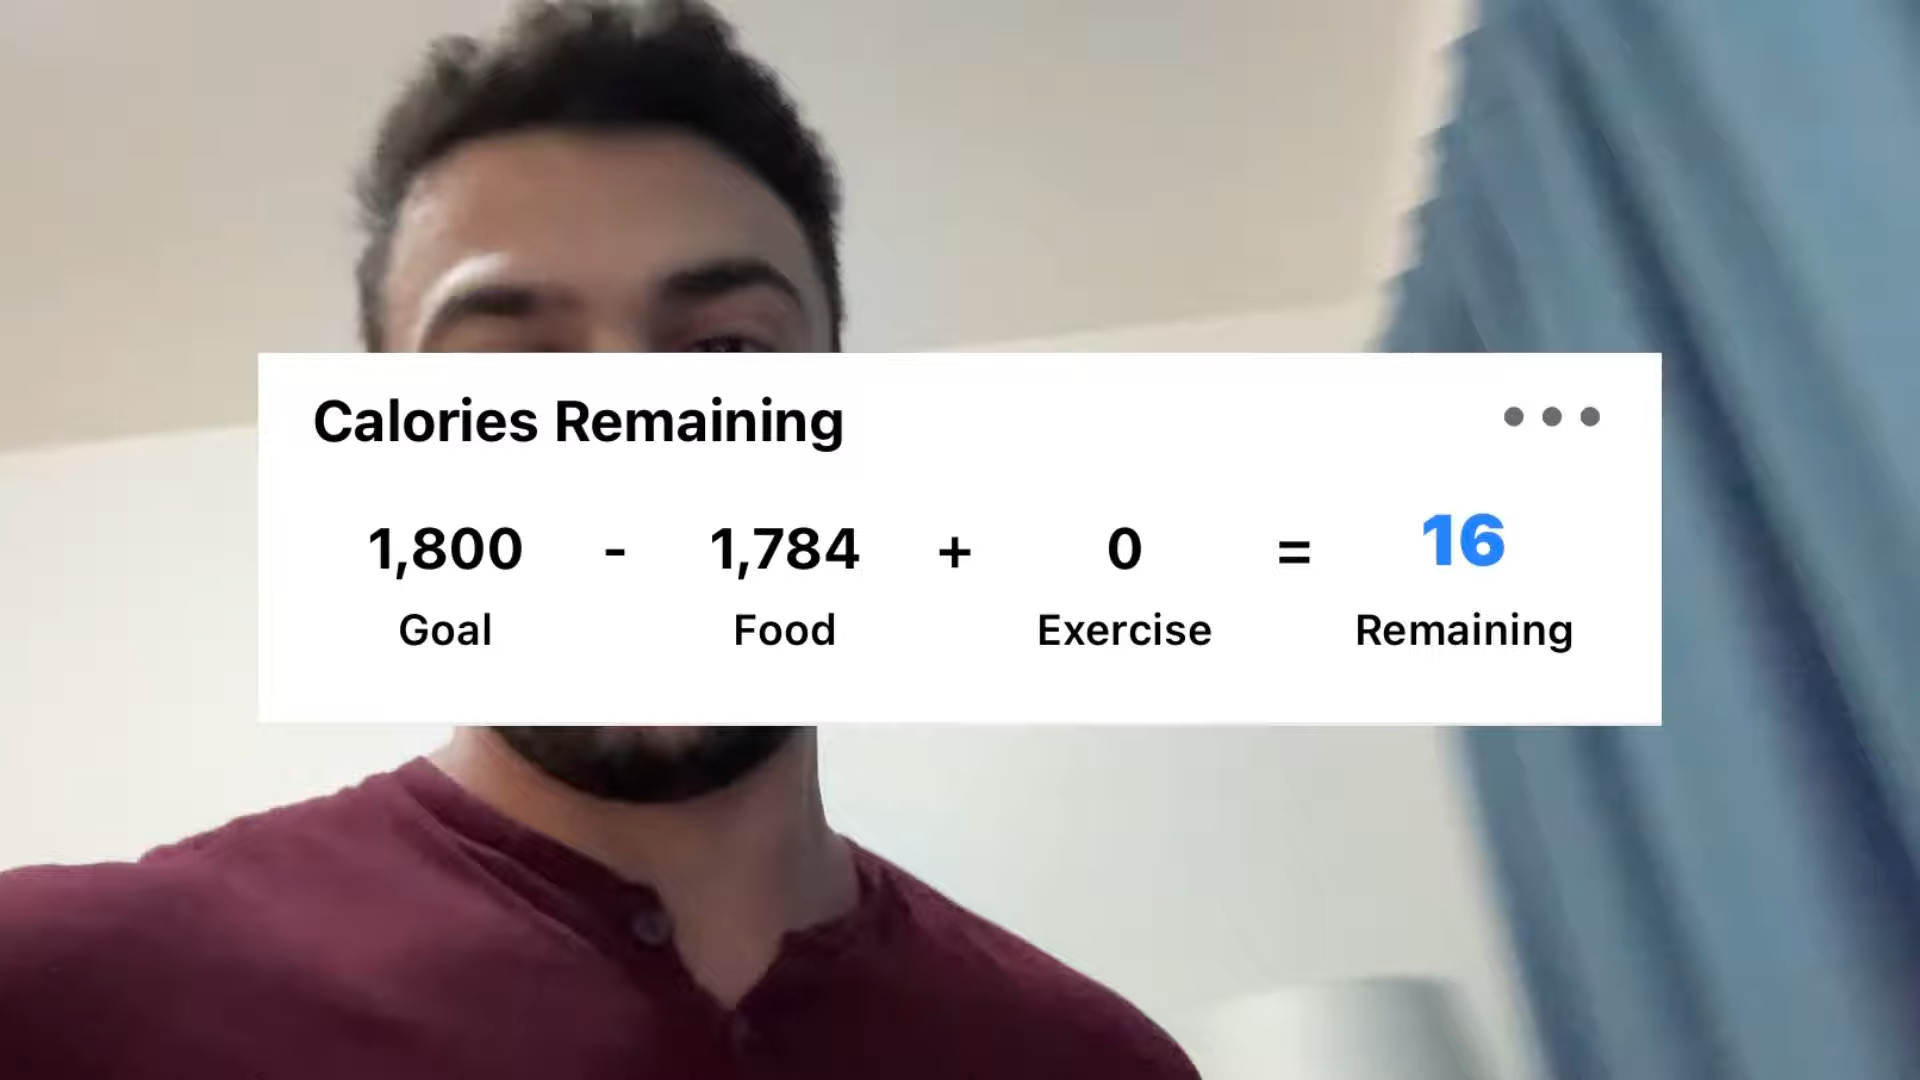 Calories Remaining
1,800 - 1,784 + 0 = 16
Goal Food Exercise Remaining